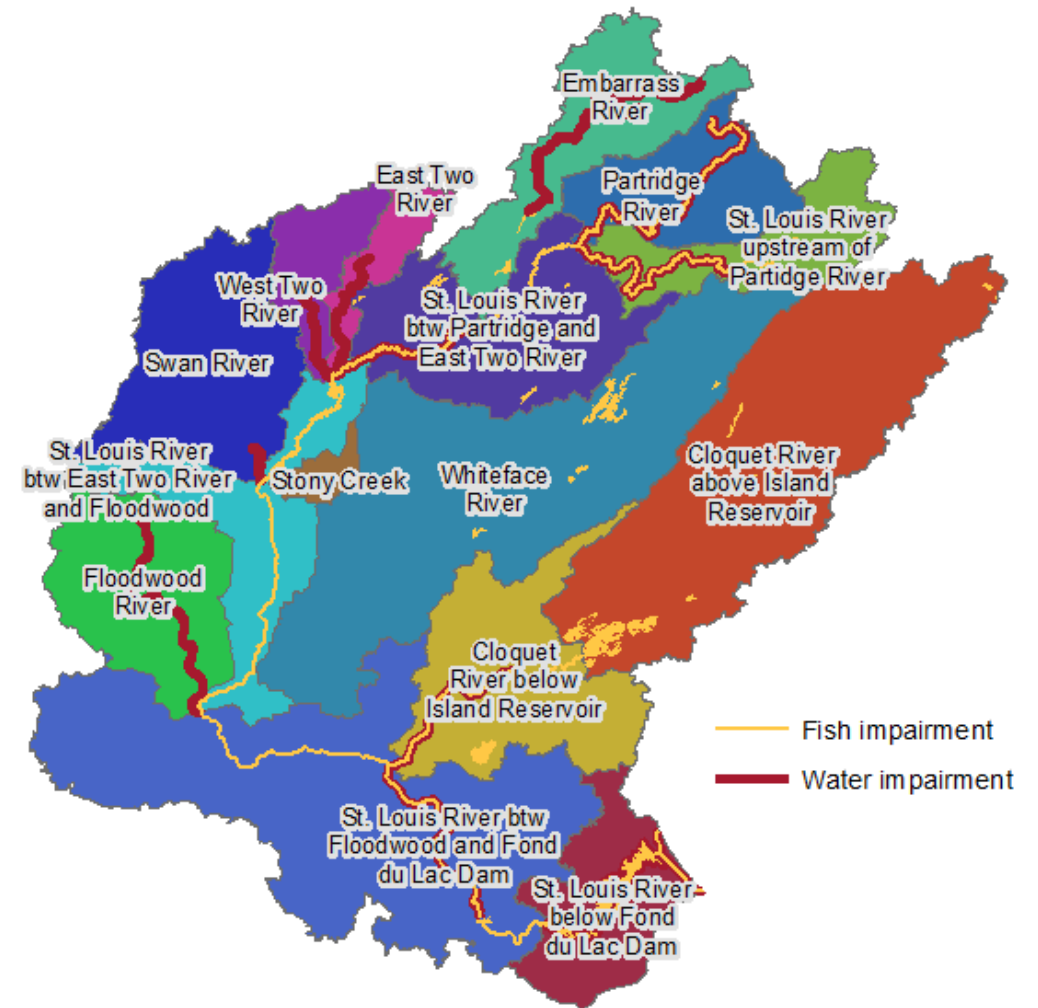 Embarrass
River
East Two
River
Partridge
River
St. Louis River
upstream of
Partidge River
West Two
River
St. Louis River
btw Partridge and
East Two River
Swan River
St. Louis River
btw East Two River
and Floodwood
Stony Creek
Whiteface
River
Cloquet River
above Island
Reservoir
Floodwood
River
Cloquet
River below
Island Reservoir
Fish impairment
Water impairment
St. Louis River btw
Floodwood and Fond
du Lac Dam
St. Louis River
below Fond
du Lac Dam